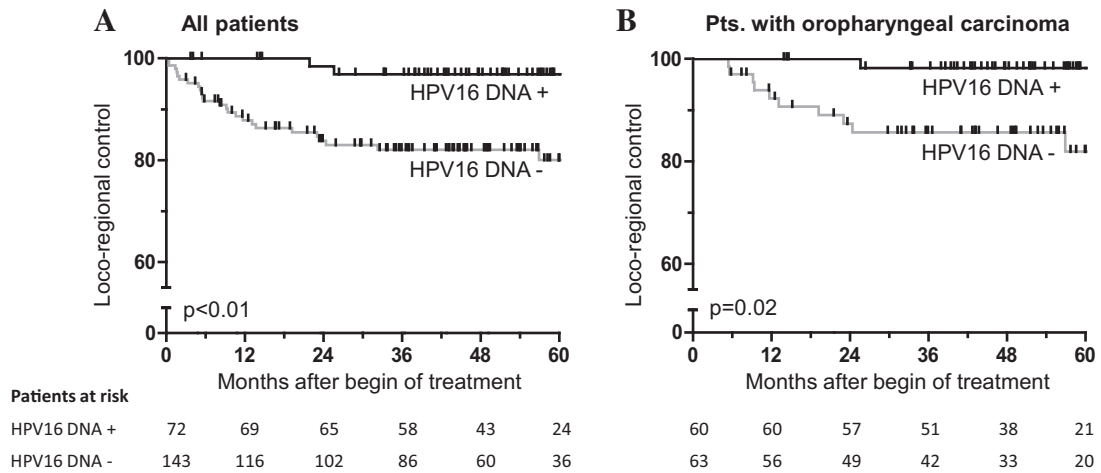 A All patients
Loco-regional control
100
80
60
0
HPV16 DNA +
HPV16 DNA -
p<0.01
0 12 24 36 48 60
Months after begin of treatment
B Pts. with oropharyngeal carcinoma
Loco-regional control
100
80
60
0
HPV16 DNA +
HPV16 DNA -
p=0.02
0 12 24 36 48 60
Months after begin of treatment
Patients at risk
HPV16 DNA + 72 69 65 58 43 24 60 60 57 51 38 21
HPV16 DNA - 143 116 102 86 60 36 63 56 49 42 33 20